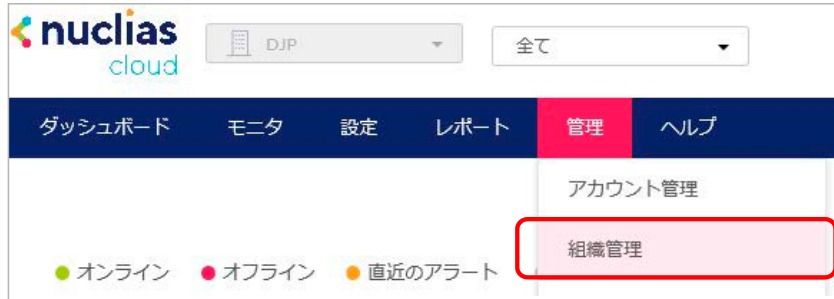 nuclias
cloud
DJP
全て
ダッシュボード モニタ 設定 レポート 管理 ヘルプ
アカウント管理
組織管理
オンライン オフライン 直近のアラート